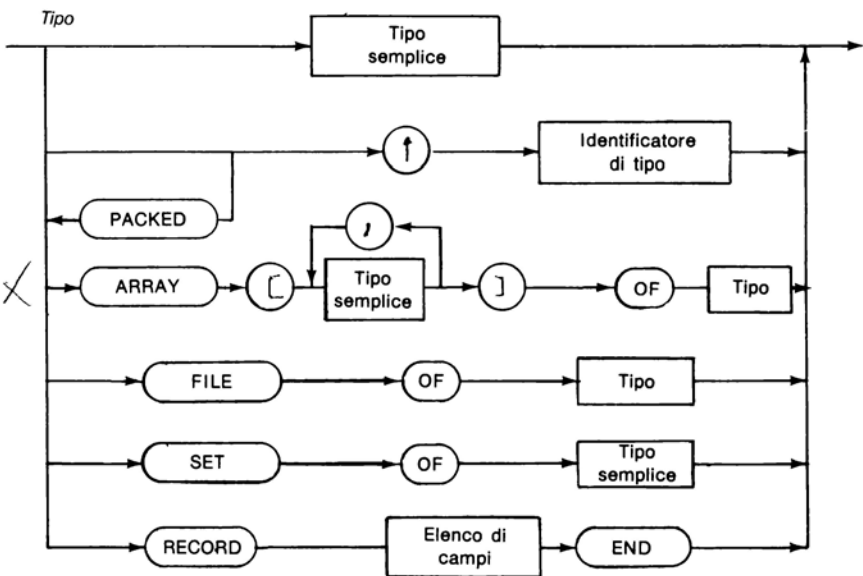 Tipo
Tipo
semplice
↑
Identificatore
di tipo
PACKED
,
ARRAY
[
Tipo
semplice
]
OF
Tipo
FILE
OF
Tipo
SET
OF
Tipo
semplice
RECORD
Elenco di
campi
END